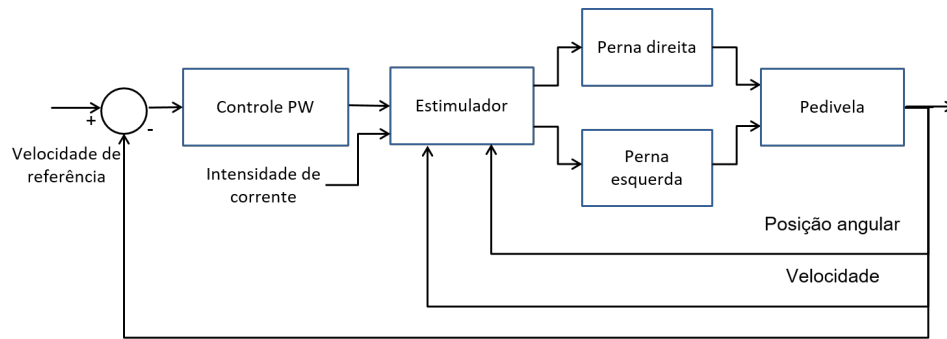 Perna direita
Controle PW
Estimulador
Pedivela
+
-
Velocidade de
referência
Intensidade de
corrente
Perna
esquerda
Posição angular
Velocidade